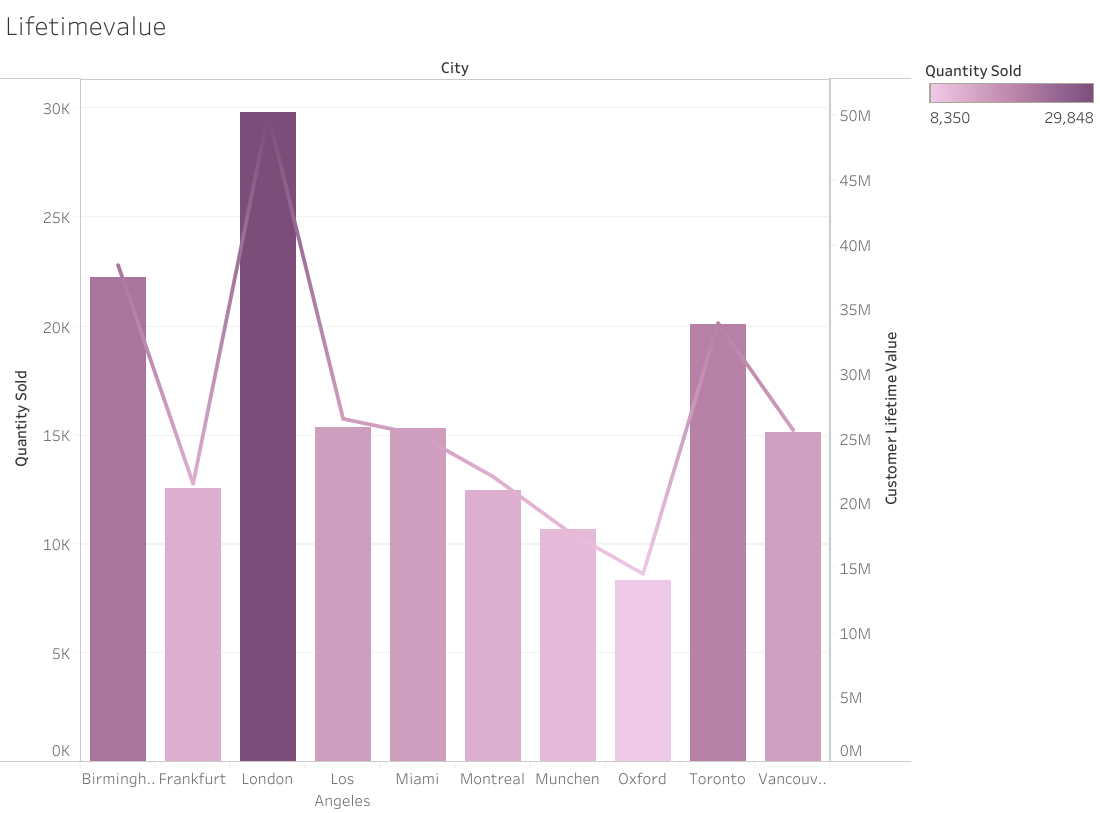 Lifetimevalue
City
Quantity Sold
8,350 29,848
30K
25K
20K
15K
10K
5K
0K
Quantity Sold
50M
45M
40M
35M
30M
25M
20M
15M
10M
5M
0M
Customer Lifetime Value
Birmingh.. Frankfurt London Los Angeles Miami Montreal Munchen Oxford Toronto Vancouv..